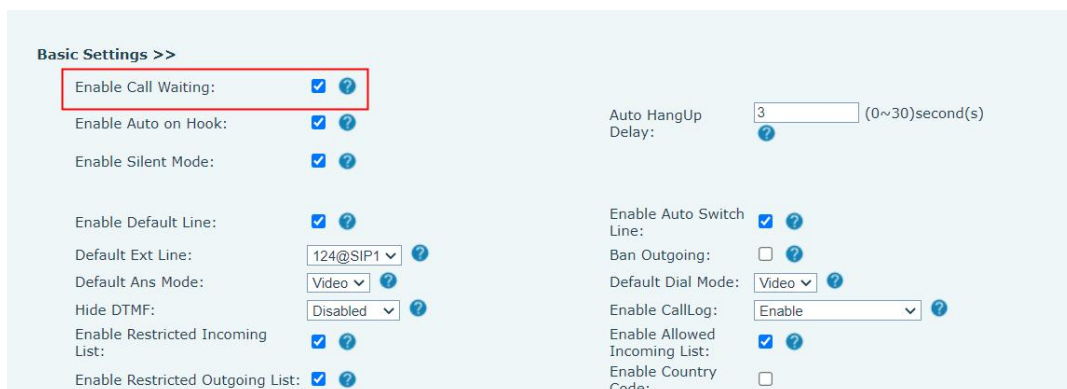 Basic Settings >>
Enable Call Waiting:
Enable Auto on Hook:
Auto HangUp
Delay:
3
(0~30)second(s)
Enable Silent Mode:
Enable Default Line:
Enable Auto Switch
Line:
Default Ext Line:
124@SIP1
Ban Outgoing:
Default Ans Mode:
Video
Default Dial Mode:
Video
Hide DTMF:
Disabled
Enable CallLog:
Enable
Enable Restricted Incoming
List:
Enable Allowed
Incoming List:
Enable Restricted Outgoing List:
Enable Country
Code: